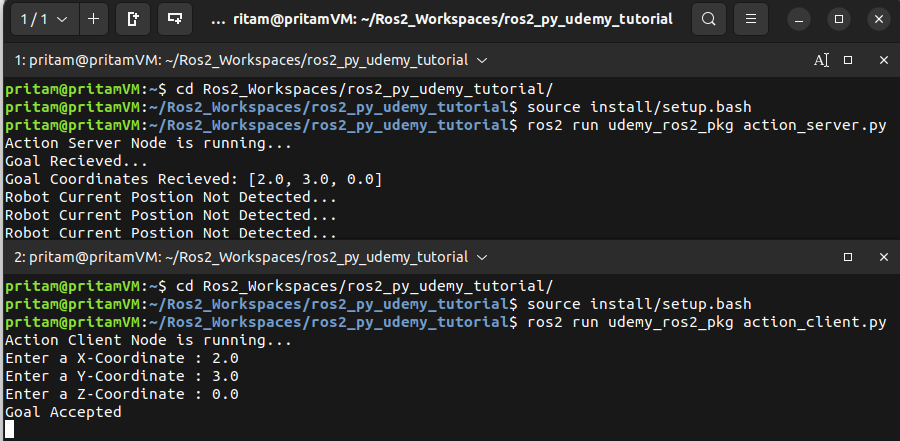 1 / 1
... ritam@pritamVM: ~/Ros2_Workspaces/ros2_py_udemy_tutorial
1: pritam@pritamVM: ~/Ros2_Workspaces/ros2_py_udemy_tutorial
pritam@pritamVM:~$ cd Ros2_Workspaces/ros2_py_udemy_tutorial/
pritam@pritamVM:~/Ros2_Workspaces/ros2_py_udemy_tutorial$ source install/setup.bash
pritam@pritamVM:~/Ros2_Workspaces/ros2_py_udemy_tutorial$ ros2 run udemy_ros2_pkg action_server.py
Action Server Node is running...
Goal Recieved...
Goal Coordinates Recieved: [2.0, 3.0, 0.0]
Robot Current Postion Not Detected...
Robot Current Postion Not Detected...
Robot Current Postion Not Detected...
2: pritam@pritamVM: ~/Ros2_Workspaces/ros2_py_udemy_tutorial
pritam@pritamVM:~$ cd Ros2_Workspaces/ros2_py_udemy_tutorial/
pritam@pritamVM:~/Ros2_Workspaces/ros2_py_udemy_tutorial$ source install/setup.bash
pritam@pritamVM:~/Ros2_Workspaces/ros2_py_udemy_tutorial$ ros2 run udemy_ros2_pkg action_client.py
Action Client Node is running...
Enter a X-Coordinate : 2.0
Enter a Y-Coordinate : 3.0
Enter a Z-Coordinate : 0.0
Goal Accepted